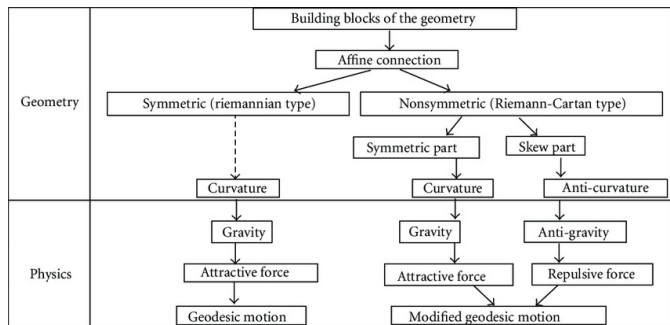 Building blocks of the geometry
Affine connection
Geometry
Symmetric (riemannian type)
Nonsymmetric (Riemann-Cartan type)
Symmetric part
Skew part
Curvature
Curvature
Anti-curvature
Gravity
Gravity
Anti-gravity
Physics
Attractive force
Attractive force
Repulsive force
Geodesic motion
Modified geodesic motion